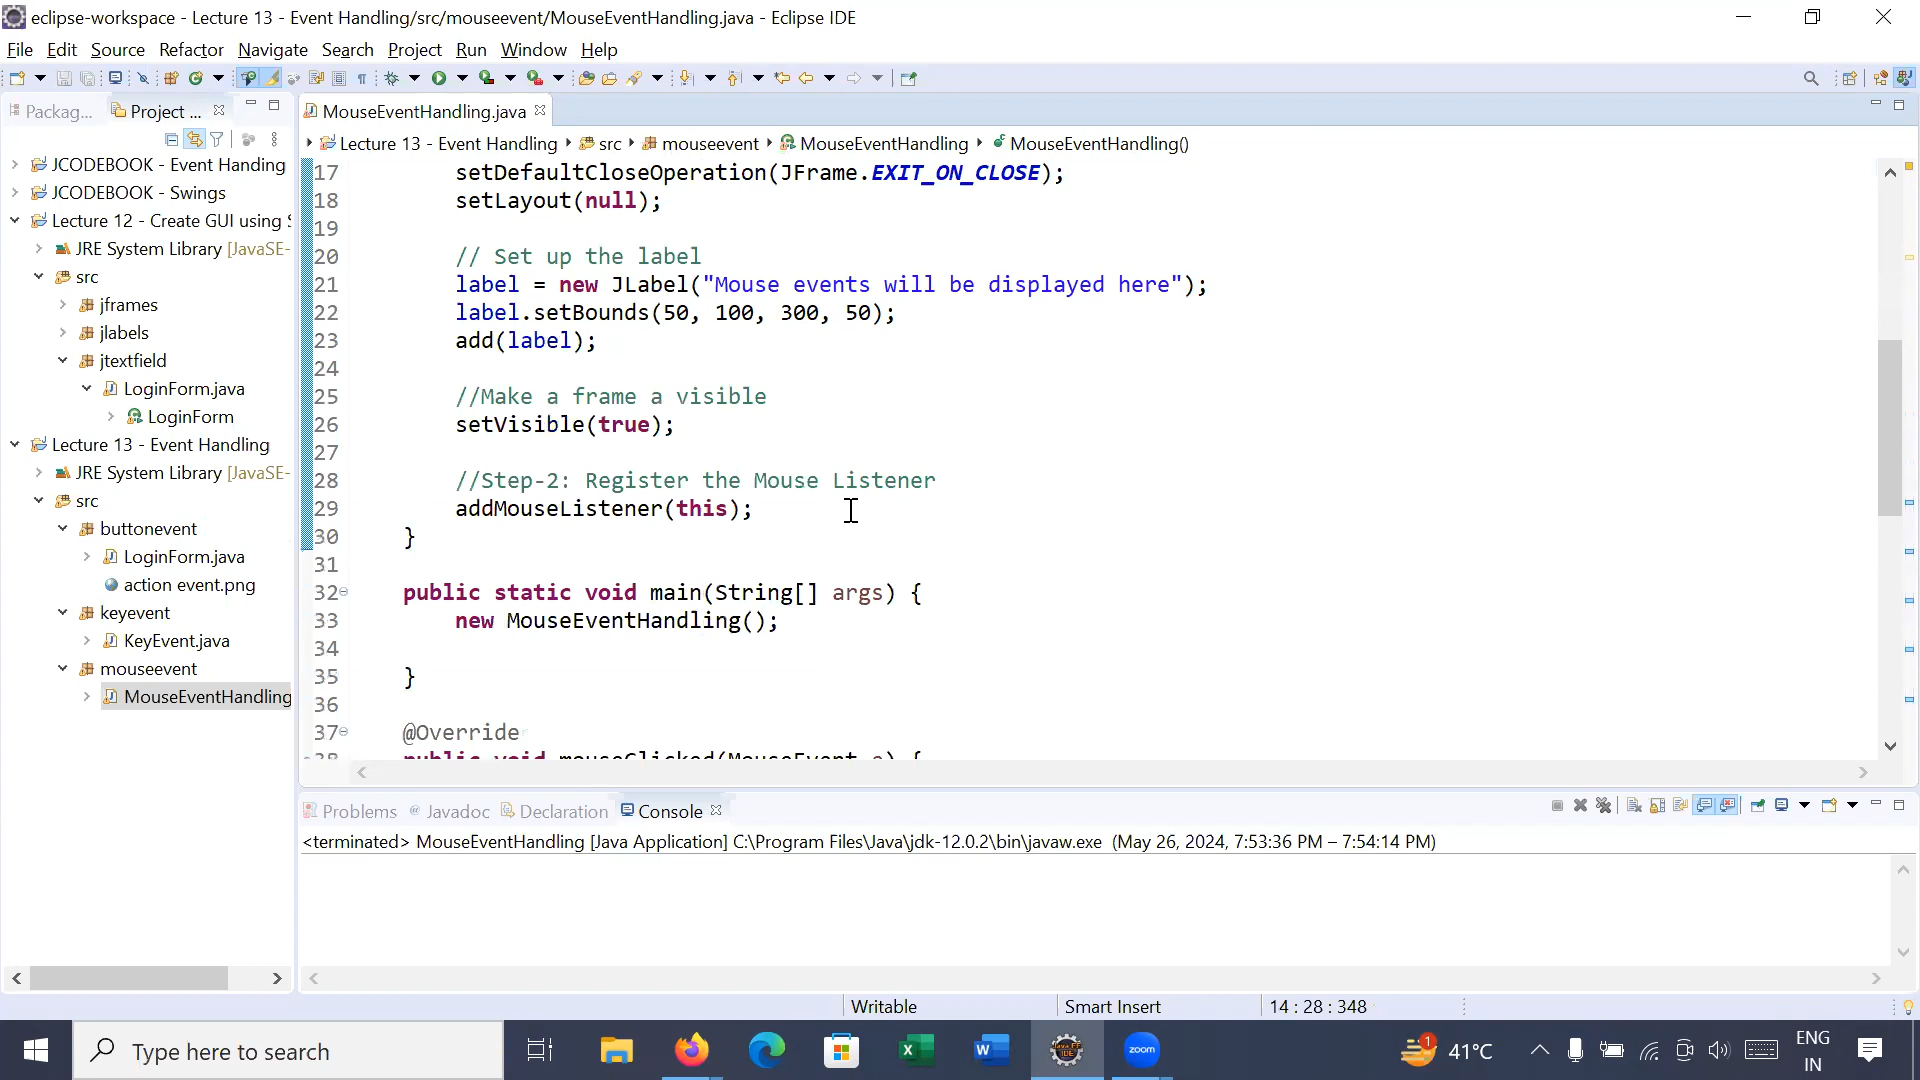 eclipse-workspace - Lecture 13 - Event Handling/src/mouseevent/MouseEventHandling.java - Eclipse IDE
File Edit Source Refactor Navigate Search Project Run Window Help
Packag... Project ...
JCODEBOOK - Event Handing
JCODEBOOK - Swings
Lecture 12 - Create GUI using
JRE System Library [JavaSE-
src
jframes
jlabels
jtextfield
LoginForm.java
LoginForm
Lecture 13 - Event Handling
JRE System Library [JavaSE-
src
buttonevent
LoginForm.java
action event.png
keyevent
KeyEvent.java
mouseevent
MouseEventHandling
MouseEventHandling.java
Lecture 13 - Event Handling src mouseevent MouseEventHandling MouseEventHandling()
17 setDefaultCloseOperation(JFrame.EXIT_ON_CLOSE);
18 setLayout(null);
19
20 // Set up the label
21 label = new JLabel("Mouse events will be displayed here");
22 label.setBounds(50, 100, 300, 50);
23 add(label);
24
25 //Make a frame a visible
26 setVisible(true);
27
28 //Step-2: Register the Mouse Listener
29 addMouseListener(this);
30 }
31
32 public static void main(String[] args) {
33 new MouseEventHandling();
34
35 }
36
37 @Override
38 public void mouseClicked(MouseEvent e) {
Problems @ Javadoc Declaration Console
<terminated> MouseEventHandling [Java Application] C:\Program Files\Java\jdk-12.0.2\bin\javaw.exe (May 26, 2024, 7:53:36 PM – 7:54:14 PM)
Writable Smart Insert 14 : 28 : 348
Type here to search
zoom
1
41°C
ENG
IN